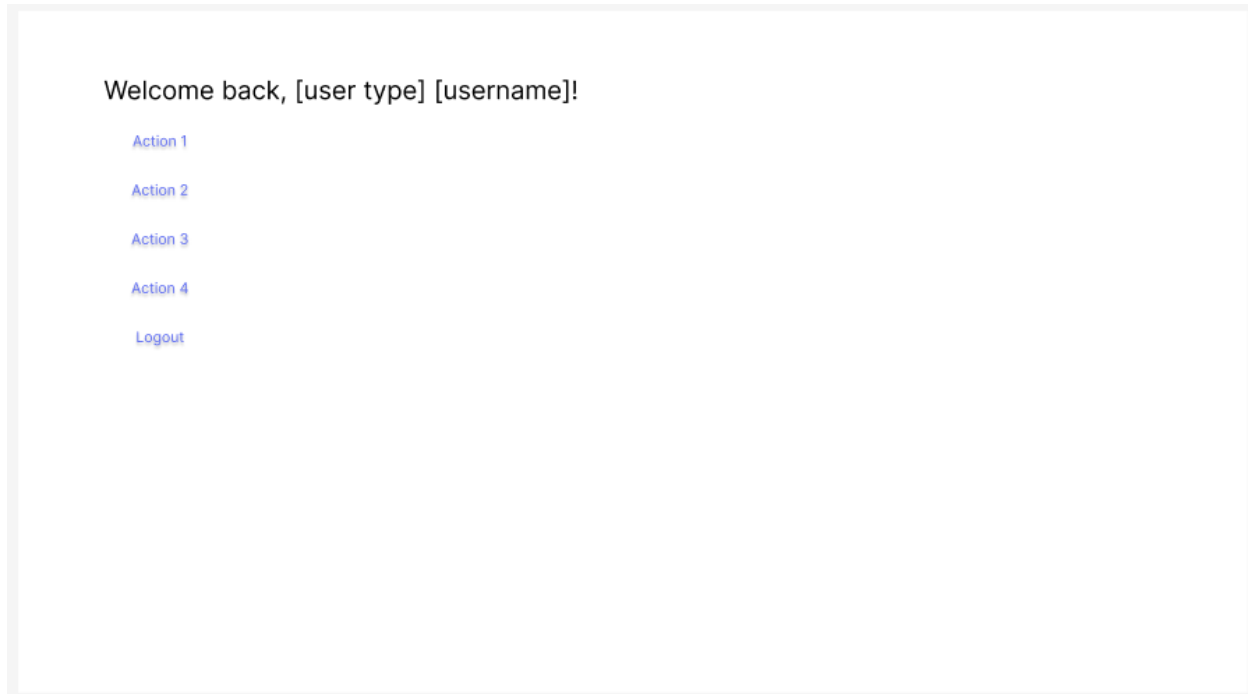 Welcome back, [user type] [username]!
Action 1
Action 2
Action 3
Action 4
Logout